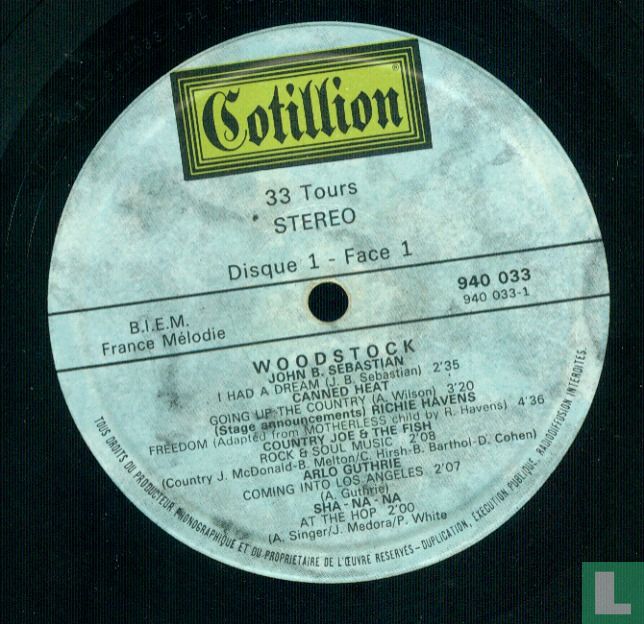 Cotillion ®
33 Tours
STEREO
Disque 1 - Face 1
940 033
940 033-1
B.I.E.M.
France Mélodie
WOODSTOCK
JOHN B. SEBASTIAN
I HAD A DREAM (J. B. Sebastian) 2'35
CANNED HEAT
GOING UP THE COUNTRY (A. Wilson) 3'20
(Stage announcements) RICHIE HAVENS
FREEDOM (Adapted from MOTHERLESS child by R. Havens) 4'36
COUNTRY JOE & THE FISH
ROCK & SOUL MUSIC 2'08
(Country J. McDonald-B. Melton/C. Hirsh-B. Barthol-D. Cohen)
ARLO GUTHRIE
COMING INTO LOS ANGELES 2'07
(A. Guthrie)
SHA - NA - NA
AT THE HOP 2'00
(A. Singer/J. Medora/P. White
TOUS DROITS DU PRODUCTEUR PHONOGRAPHIQUE ET DU PROPRIETAIRE DE L'ŒUVRE RESERVES - DUPLICATION, EXECUTION PUBLIQUE, RADIODIFFUSION INTERDITES.
L